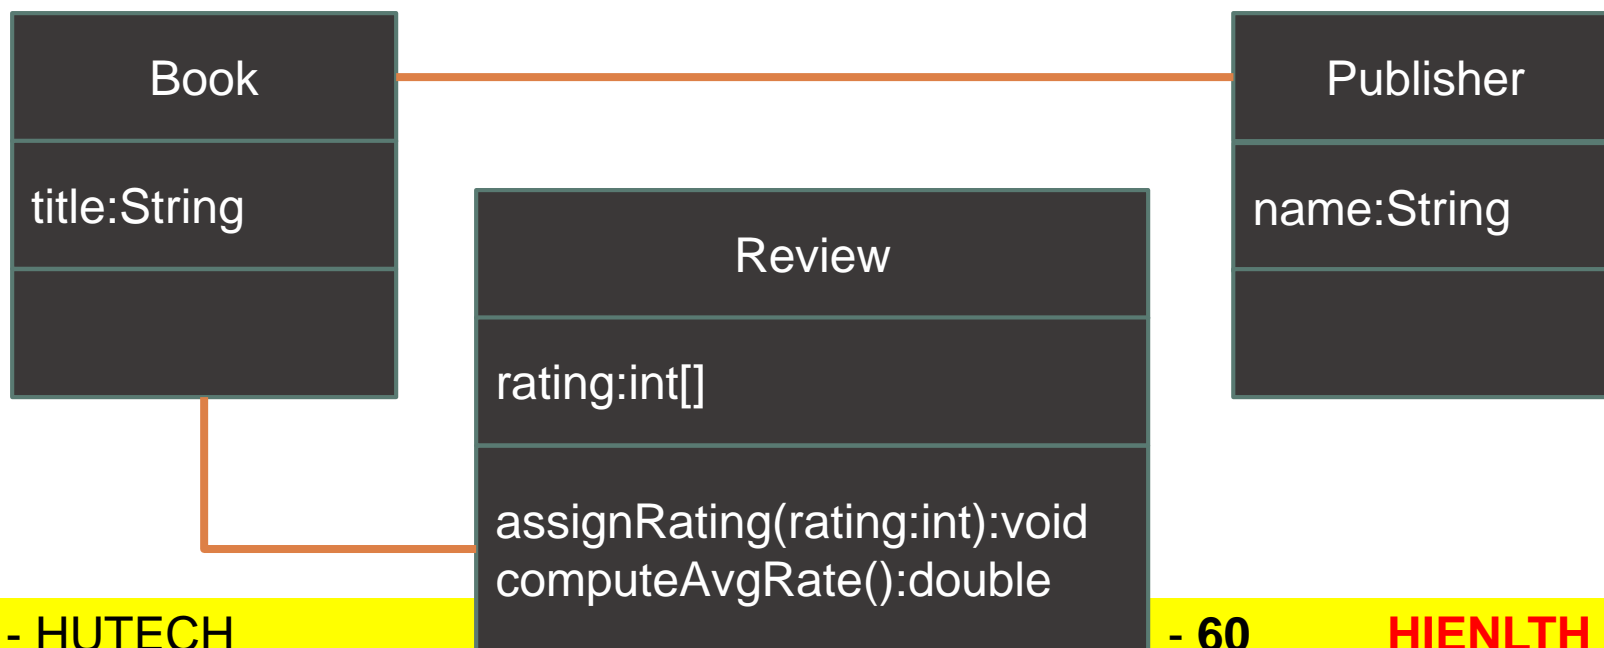 Book
title:String
Publisher
name:String
Review
rating:int[]
assignRating(rating:int):void
computeAvgRate():double
- HUTECH
- 60
HIENLTH